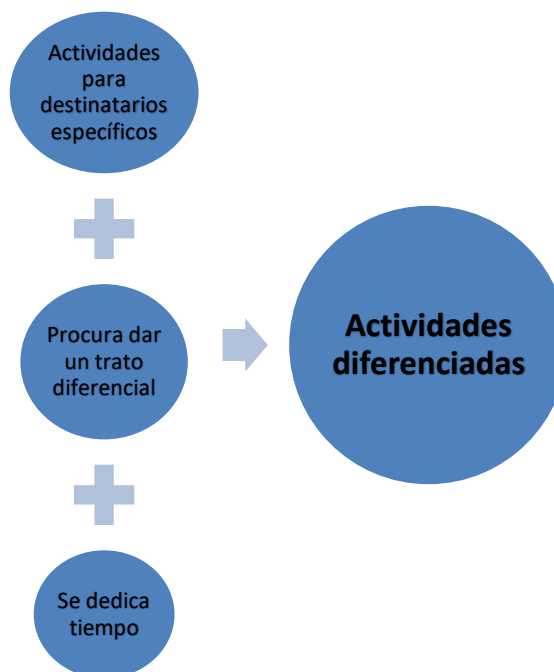 Actividades
para
destinatarios
específicos
Procura dar
un trato
diferencial
Se dedica
tiempo
Actividades
diferenciadas